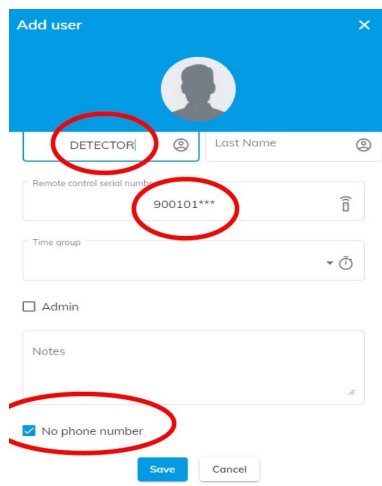 Add user ×
DETECTOR Last Name
Remote control serial number
900101***
Time group
Admin
Notes
No phone number
Save Cancel